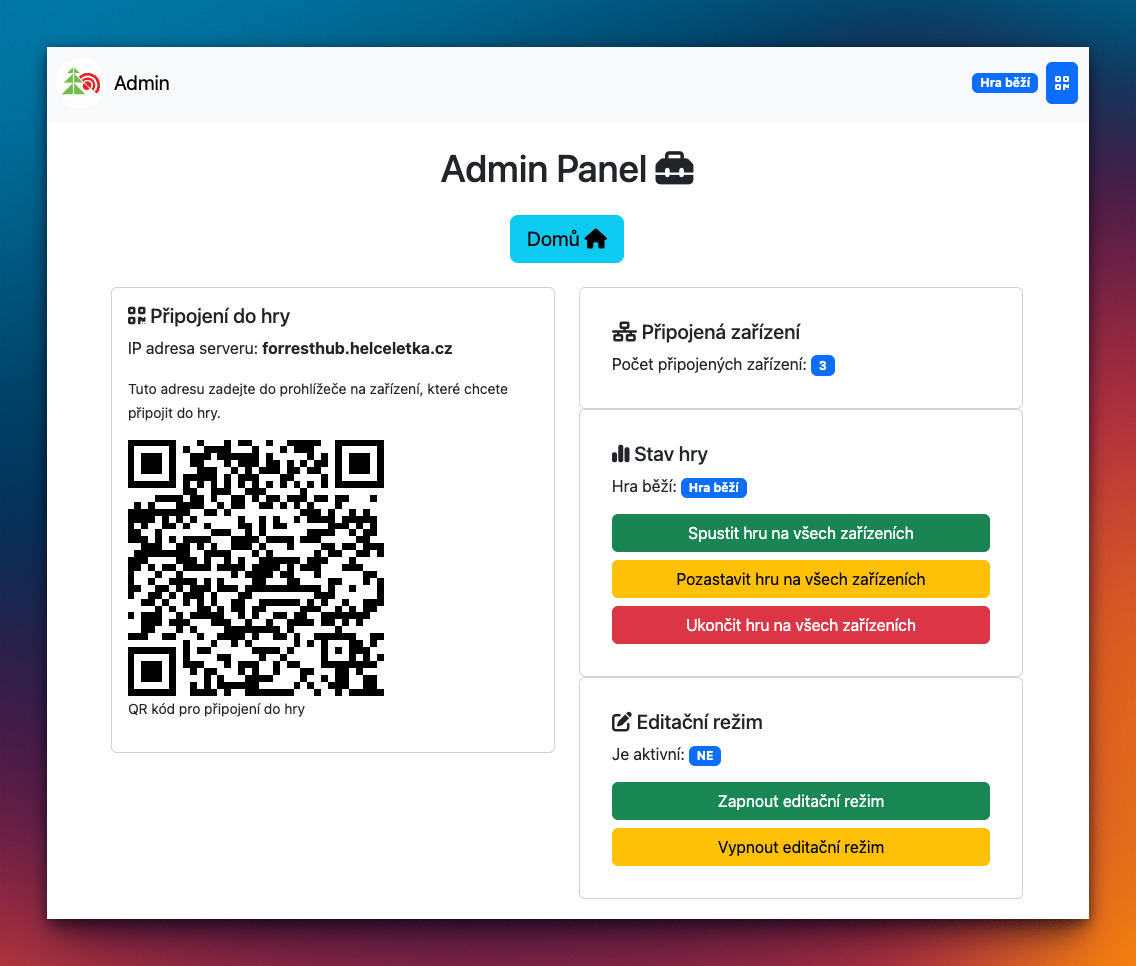 Admin
Hra běží
Admin Panel
Domů
Připojení do hry
IP adresa serveru: forresthub.helceletka.cz
Tuto adresu zadejte do prohlížeče na zařízení, které chcete
připojit do hry.
QR kód pro připojení do hry
Připojená zařízení
Počet připojených zařízení: 3
Stav hry
Hra běží: Hra běží
Spustit hru na všech zařízeních
Pozastavit hru na všech zařízeních
Ukončit hru na všech zařízeních
Editační režim
Je aktivní: NE
Zapnout editační režim
Vypnout editační režim